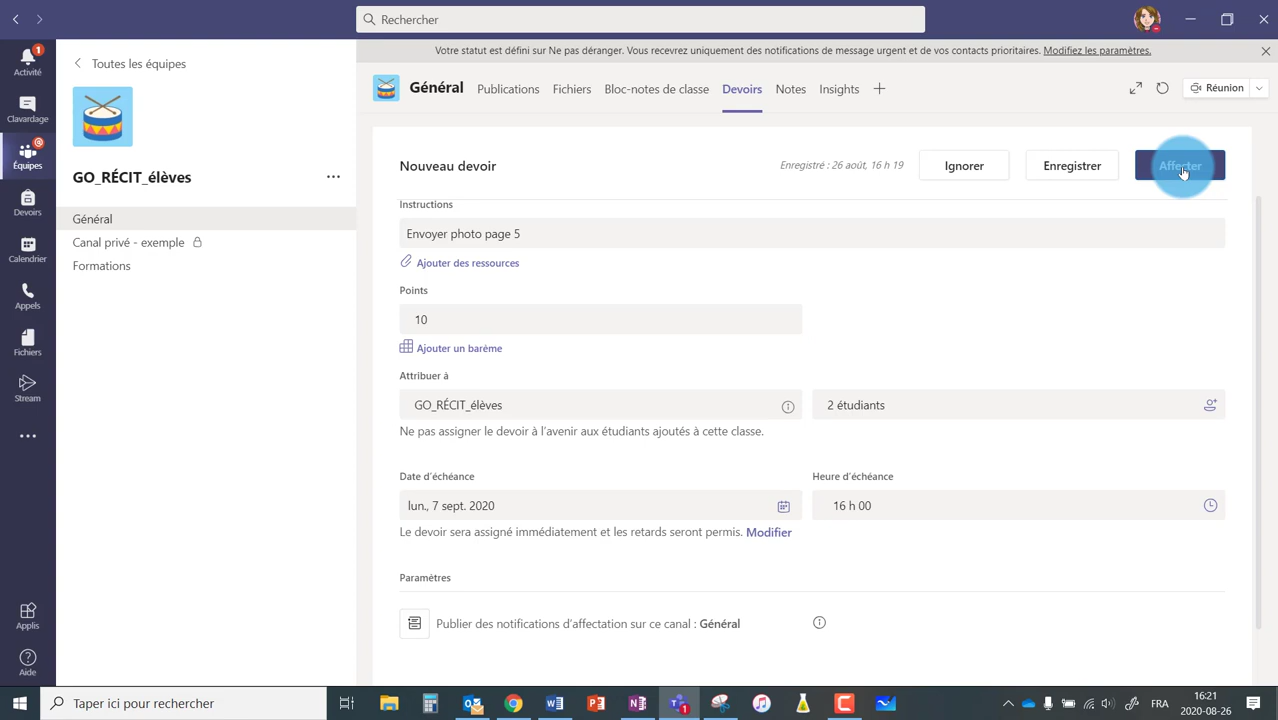 Rechercher
Votre statut est défini sur Ne pas déranger. Vous recevrez uniquement des notifications de message urgent et de vos contacts prioritaires. Modifiez les paramètres.
1
Activité
Clavardage
Équipes
Devoirs
Calendrier
Appels
Fichiers
Stream
Applis
Aide
Toutes les équipes
GO_RÉCIT_élèves
Général
Canal privé - exemple
Formations
Général Publications Fichiers Bloc-notes de classe Devoirs Notes Insights
Réunion
Nouveau devoir
Enregistré : 26 août, 16 h 19
Ignorer
Enregistrer
Affecter
Instructions
Envoyer photo page 5
Ajouter des ressources
Points
10
Ajouter un barème
Attribuer à
GO_RÉCIT_élèves
2 étudiants
Ne pas assigner le devoir à l'avenir aux étudiants ajoutés à cette classe.
Date d'échéance
Heure d'échéance
lun., 7 sept. 2020
16 h 00
Le devoir sera assigné immédiatement et les retards seront permis. Modifier
Paramètres
Publier des notifications d'affectation sur ce canal : Général
Taper ici pour rechercher
1
FRA
16:21
2020-08-26